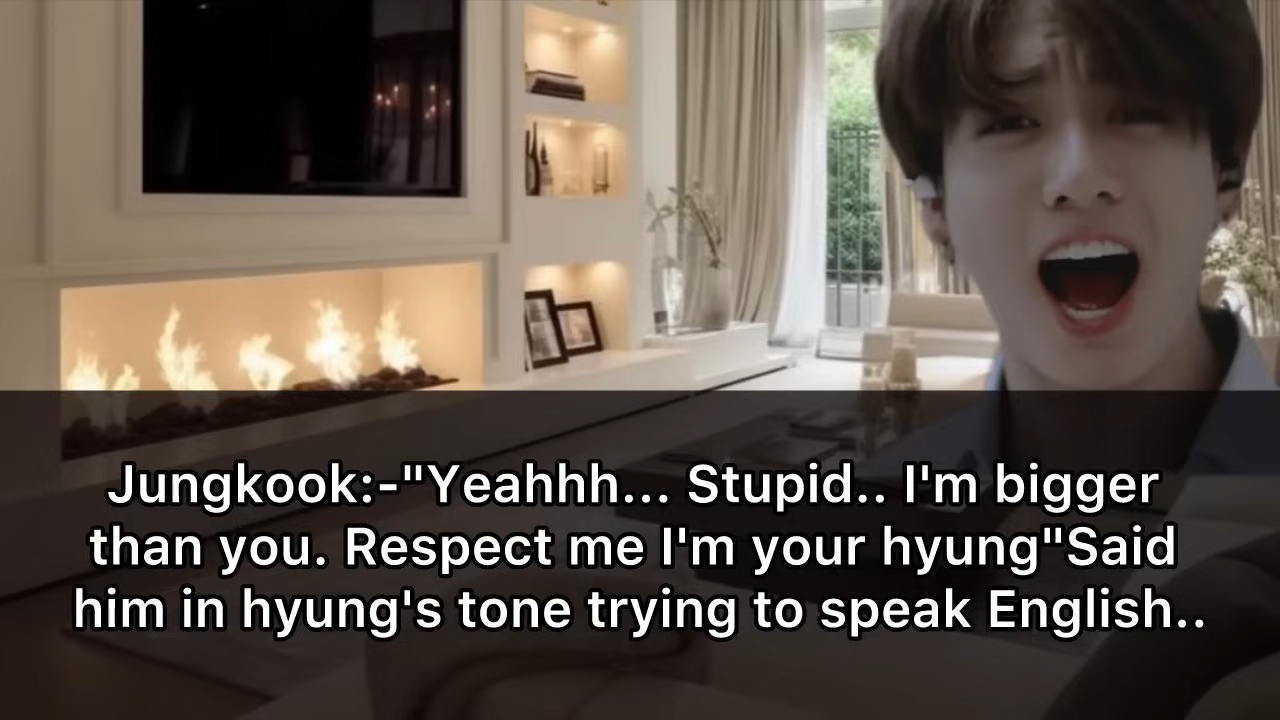 Jungkook:-"Yeahhh... Stupid.. I'm bigger
than you. Respect me I'm your hyung"Said
him in hyung's tone trying to speak English..